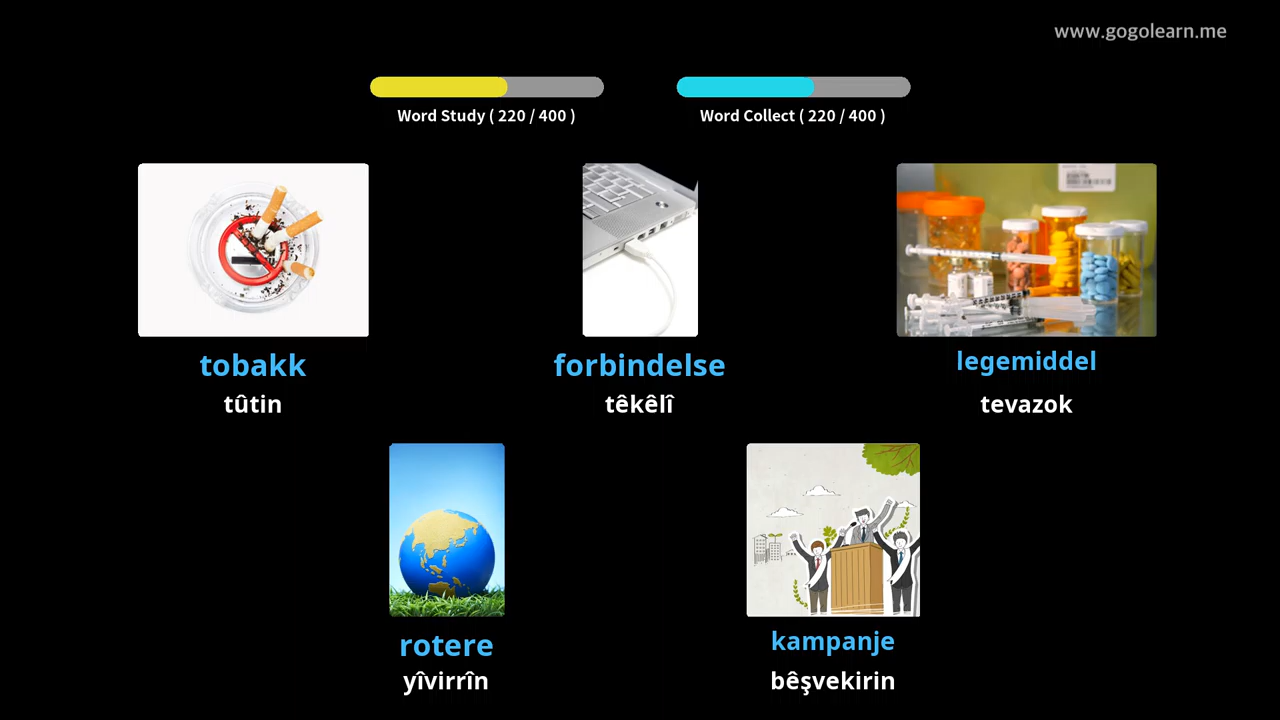 www.gogolearn.me
Word Study ( 220 / 400 )
Word Collect ( 220 / 400 )
tobakk
tûtin
forbindelse
têkêlî
legemiddel
tevazok
rotere
yîvirrîn
kampanje
bêşvekirin